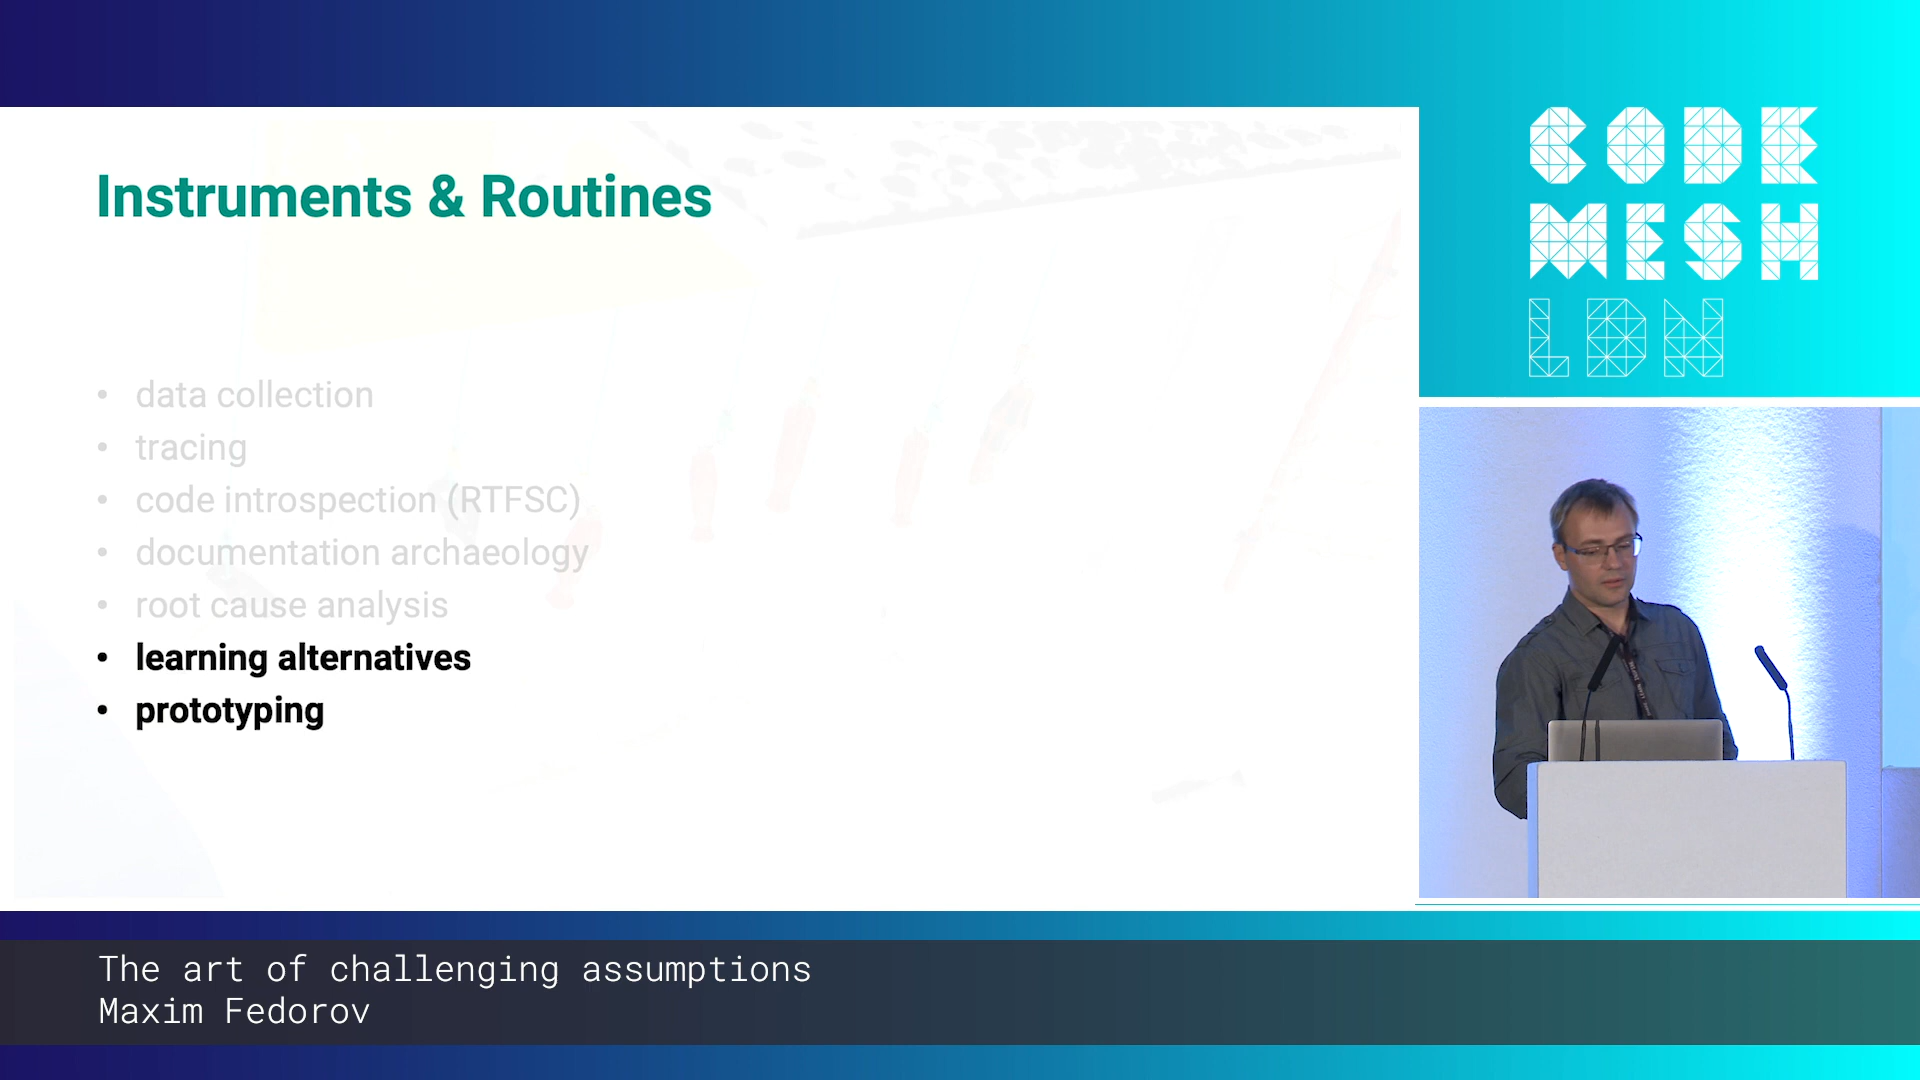 Instruments & Routines
• data collection
• tracing
• code introspection (RTFSC)
• documentation archaeology
• root cause analysis
• learning alternatives
• prototyping
CODE
MESH
LDN
The art of challenging assumptions
Maxim Fedorov